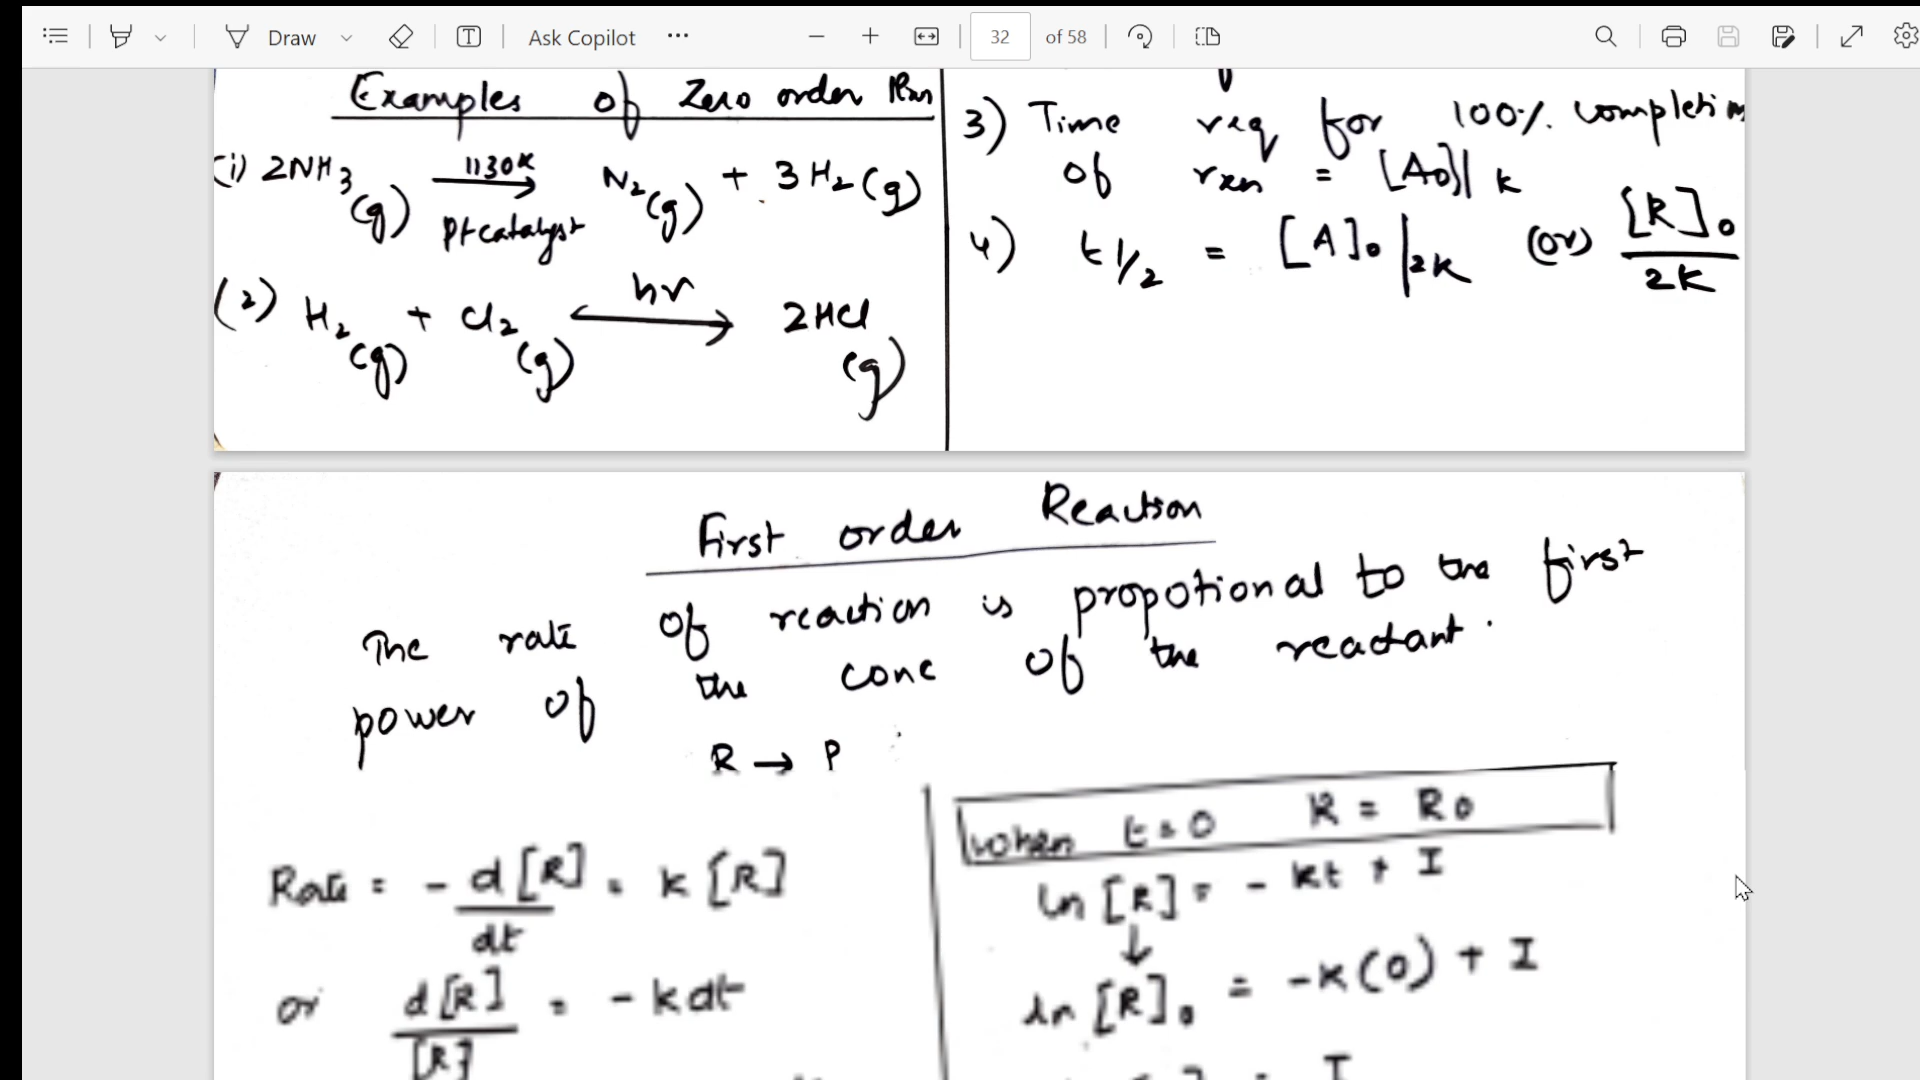 Draw
Ask Copilot
32 of 58
Examples of Zero order Rxn
(i) 2NH3(g) 1130K → Pt catalyst N2(g) + 3H2(g)
(2) H2(g) + Cl2(g) hν ⟷ 2HCl(g)
3) Time req for 100% completion
of rxn = [A0]/k
4) t1/2 = [A]0/2K (or) [R]0/2K
First order Reaction
The rate of reaction is propotional to the first
power of the conc of the reactant.
R → P
Rate = - d[R]/dt = k[R]
or d[R]/[R] = - kdt
When t=0 R = R0
ln [R] = - kt + I
↓
ln [R]0 = -k(0) + I
I